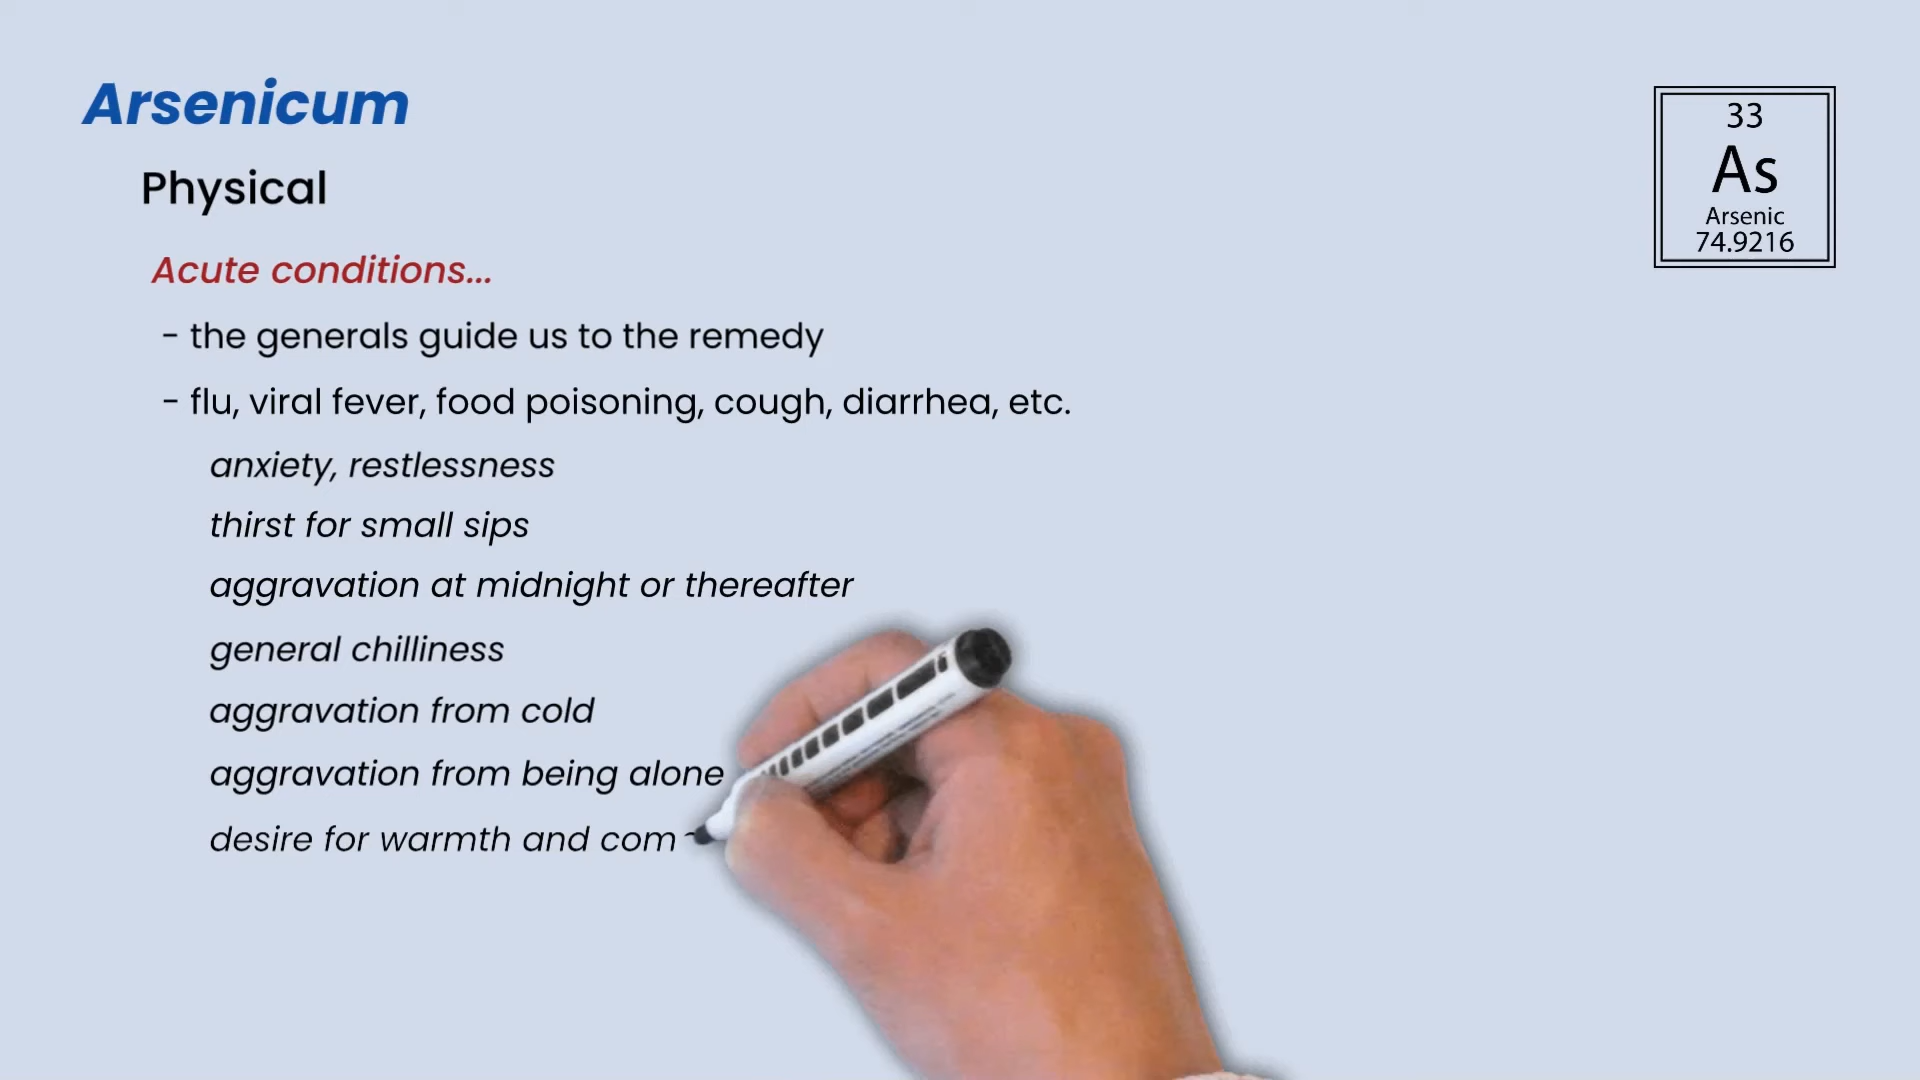 Arsenicum
Physical
Acute conditions...
- the generals guide us to the remedy
- flu, viral fever, food poisoning, cough, diarrhea, etc.
anxiety, restlessness
thirst for small sips
aggravation at midnight or thereafter
general chilliness
aggravation from cold
aggravation from being alone
desire for warmth and com
33
As
Arsenic
74.9216